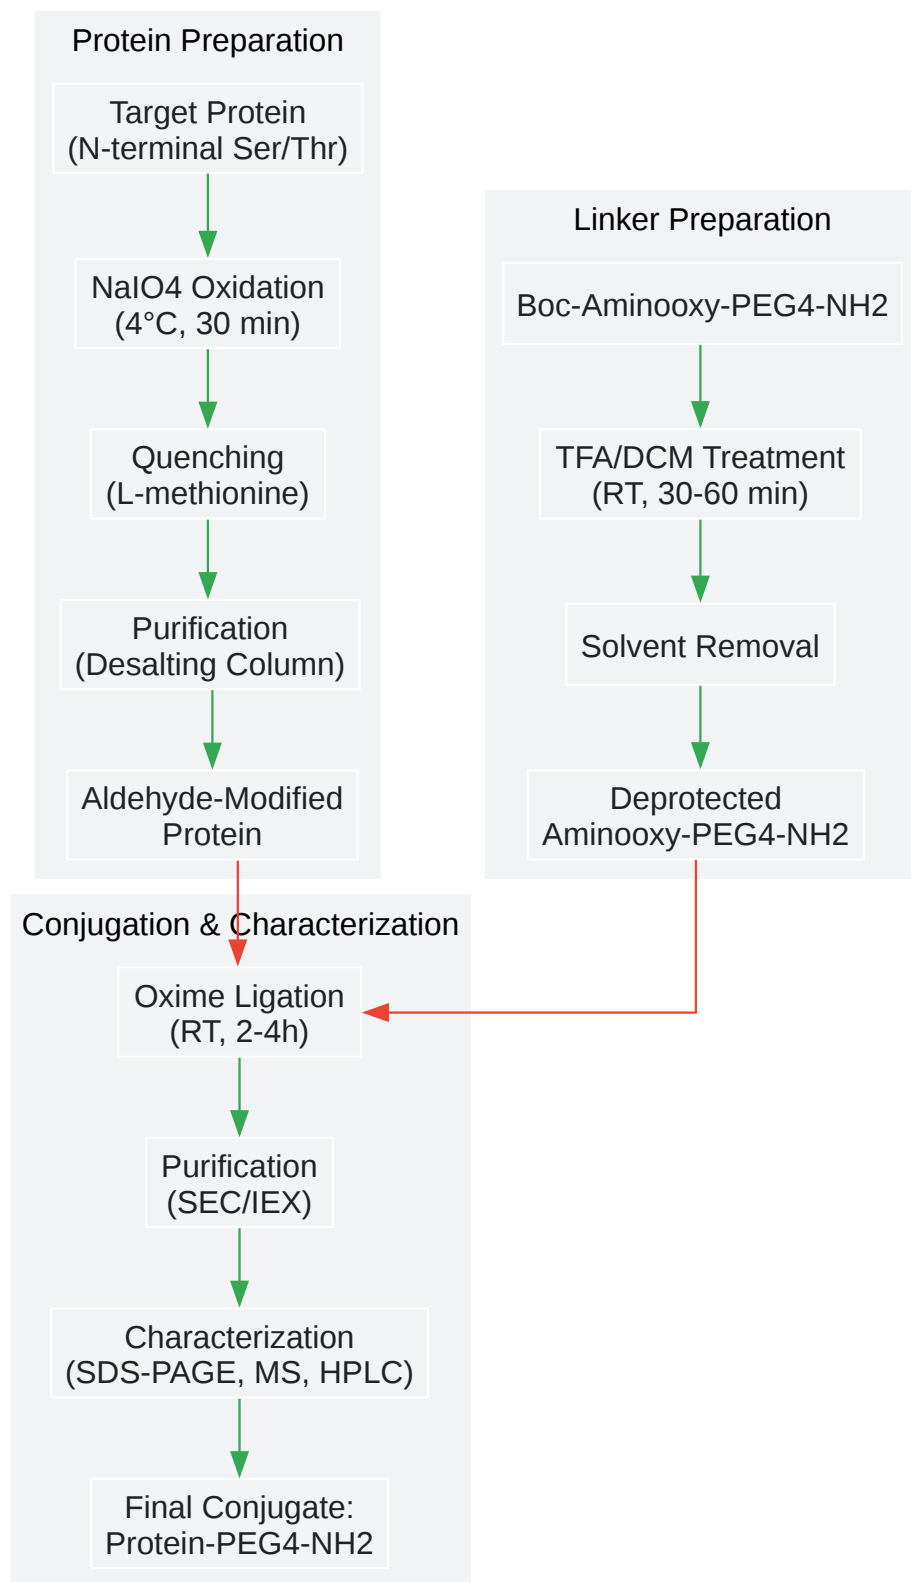 Protein Preparation
Target Protein
(N-terminal Ser/Thr)
NaIO4 Oxidation
(4°C, 30 min)
Quenching
(L-methionine)
Purification
(Desalting Column)
Aldehyde-Modified
Protein
Linker Preparation
Boc-Aminooxy-PEG4-NH2
TFA/DCM Treatment
(RT, 30-60 min)
Solvent Removal
Deprotected
Aminooxy-PEG4-NH2
Conjugation & Characterization
Oxime Ligation
(RT, 2-4h)
Purification
(SEC/IEX)
Characterization
(SDS-PAGE, MS, HPLC)
Final Conjugate:
Protein-PEG4-NH2